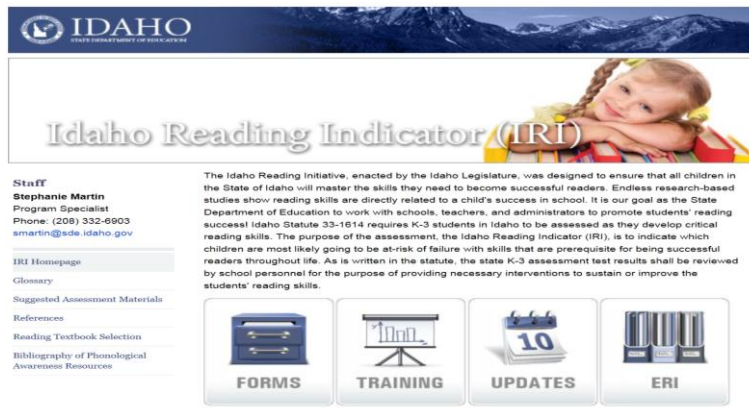 IDAHO
STATE DEPARTMENT OF EDUCATION
Idaho Reading Indicator (IRI)
Staff
Stephanie Martin
Program Specialist
Phone: (208) 332-6903
smartin@sde.idaho.gov
IRI Homepage
Glossary
Suggested Assessment Materials
References
Reading Textbook Selection
Bibliography of Phonological
Awareness Resources
The Idaho Reading Initiative, enacted by the Idaho Legislature, was designed to ensure that all children in
the State of Idaho will master the skills they need to become successful readers. Endless research-based
studies show reading skills are directly related to a child's success in school. It is our goal as the State
Department of Education to work with schools, teachers, and administrators to promote students' reading
success! Idaho Statute 33-1614 requires K-3 students in Idaho to be assessed as they develop critical
reading skills. The purpose of the assessment, the Idaho Reading Indicator (IRI), is to indicate which
children are most likely going to be at-risk of failure with skills that are prerequisite for being successful
readers throughout life. As is written in the statute, the state K-3 assessment test results shall be reviewed
by school personnel for the purpose of providing necessary interventions to sustain or improve the
students' reading skills.
10
FORMS
TRAINING
UPDATES
ERI